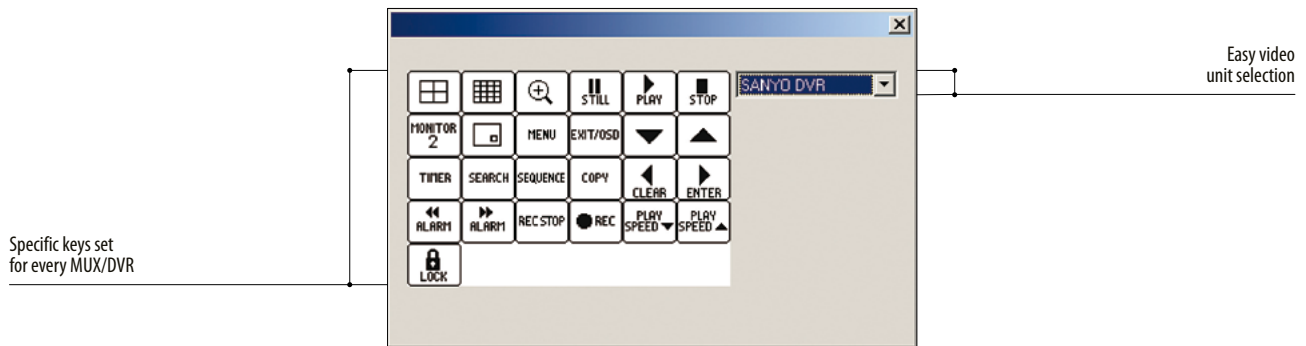 Easy video
unit selection
SANYO DVR
STILL
PLAY
STOP
MONITOR
2
MENU
EXIT/OSD
TIMER
SEARCH
SEQUENCE
COPY
CLEAR
ENTER
ALARM
ALARM
REC STOP
REC
PLAY
SPEED
PLAY
SPEED
LOCK
Specific keys set
for every MUX/DVR